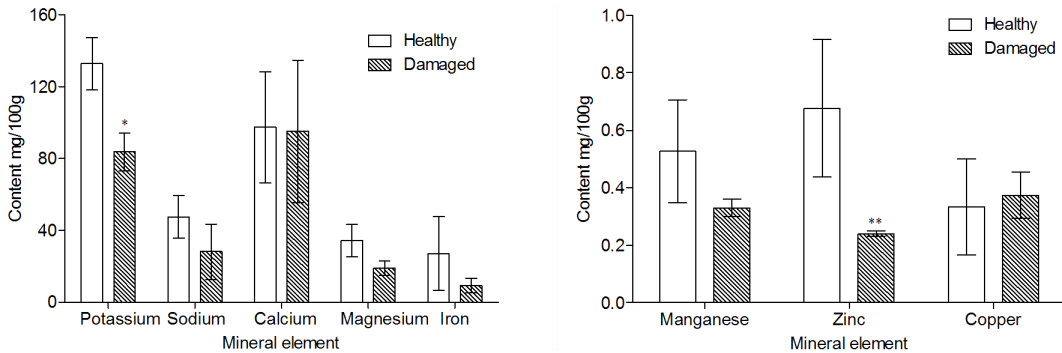 160
120
80
40
0
Content mg/100g
Healthy
Damaged
*
Potassium Sodium Calcium Magnesium Iron
Mineral element
1.0
0.8
0.6
0.4
0.2
0.0
Content mg/100g
Healthy
Damaged
**
Manganese Zinc Copper
Mineral element